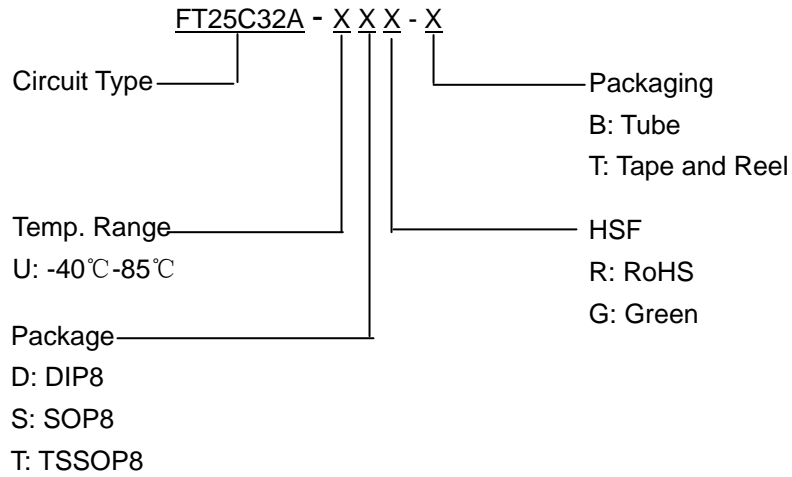 FT25C32A - X X X - X
Circuit Type
Packaging
B: Tube
T: Tape and Reel
Temp. Range
U: -40℃-85℃
HSF
R: RoHS
G: Green
Package
D: DIP8
S: SOP8
T: TSSOP8